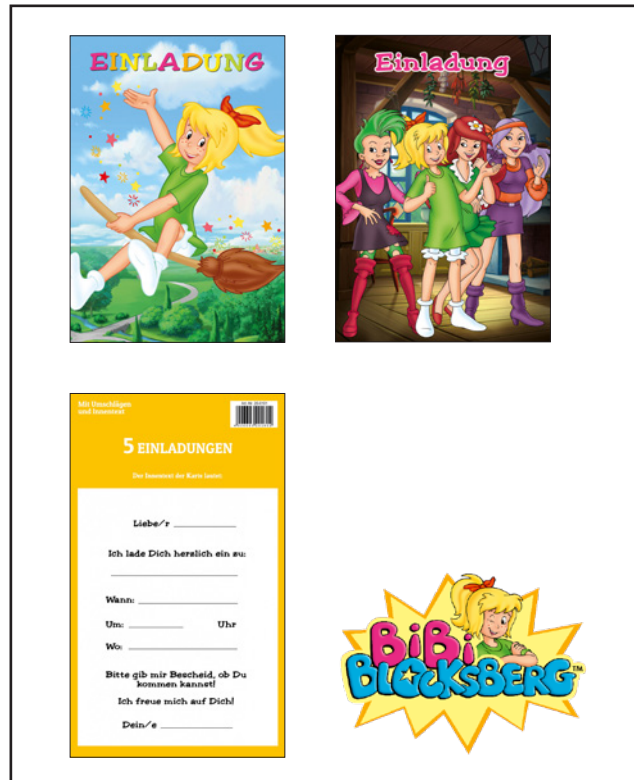 EINLADUNG
Einladung
Mit Umschlägen
und Innentext
5 EINLADUNGEN
Der Innentext der Karte lautet:
Liebe/r
Ich lade Dich herzlich ein zu:
Wann:
Um: Uhr
Wo:
Bitte gib mir Bescheid, ob Du
kommen kannst!
Ich freue mich auf Dich!
Dein/e
BiBi
BLOCKSBERG™